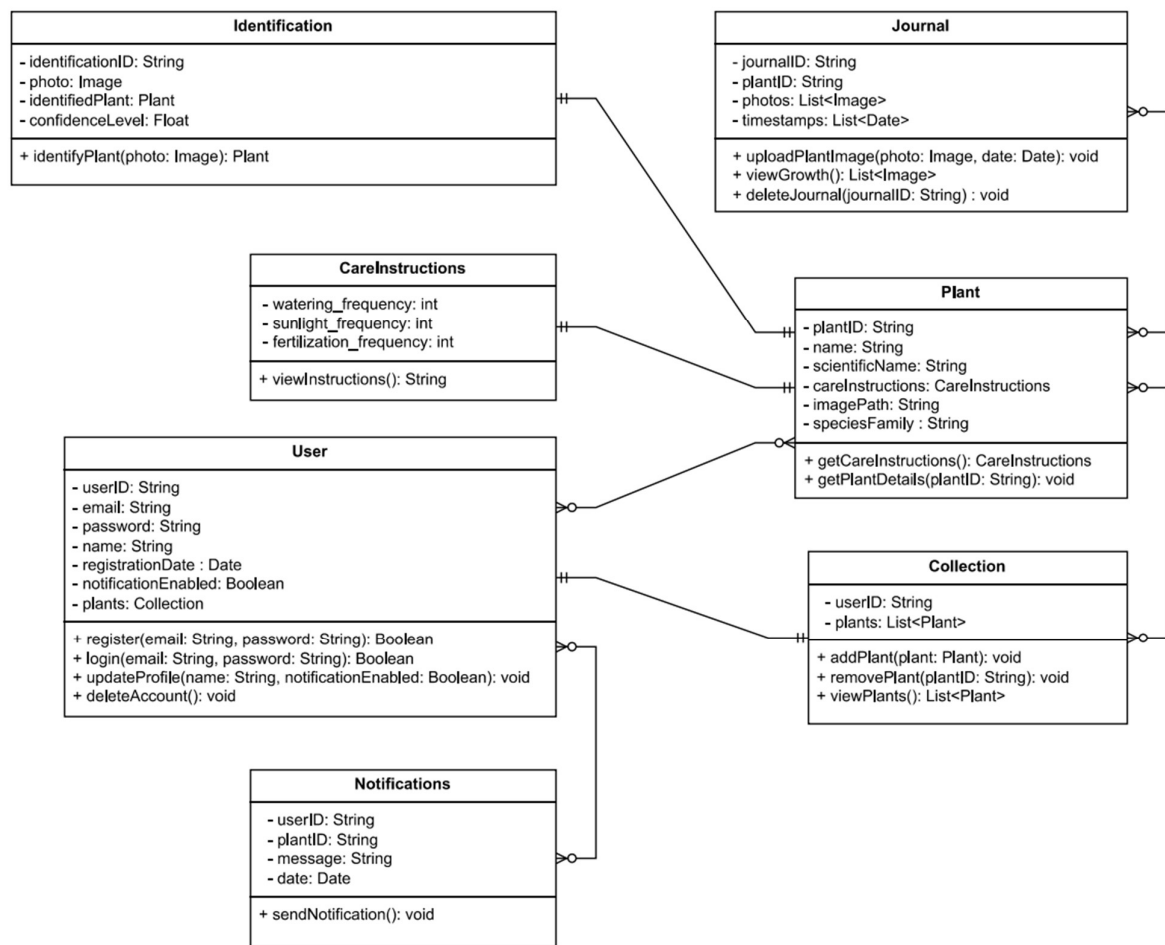 Identification
- identificationID: String
- photo: Image
- identifiedPlant: Plant
- confidenceLevel: Float
+ identifyPlant(photo: Image): Plant
Journal
- journalID: String
- plantID: String
- photos: List<Image>
- timestamps: List<Date>
+ uploadPlantImage(photo: Image, date: Date): void
+ viewGrowth(): List<Image>
+ deleteJournal(journalID: String) : void
CareInstructions
- watering_frequency: int
- sunlight_frequency: int
- fertilization_frequency: int
+ viewInstructions(): String
Plant
- plantID: String
- name: String
- scientificName: String
- careInstructions: CareInstructions
- imagePath: String
- speciesFamily : String
+ getCareInstructions(): CareInstructions
+ getPlantDetails(plantID: String): void
User
- userID: String
- email: String
- password: String
- name: String
- registrationDate : Date
- notificationEnabled: Boolean
- plants: Collection
+ register(email: String, password: String): Boolean
+ login(email: String, password: String): Boolean
+ updateProfile(name: String, notificationEnabled: Boolean): void
+ deleteAccount(): void
Collection
- userID: String
- plants: List<Plant>
+ addPlant(plant: Plant): void
+ removePlant(plantID: String): void
+ viewPlants(): List<Plant>
Notifications
- userID: String
- plantID: String
- message: String
- date: Date
+ sendNotification(): void